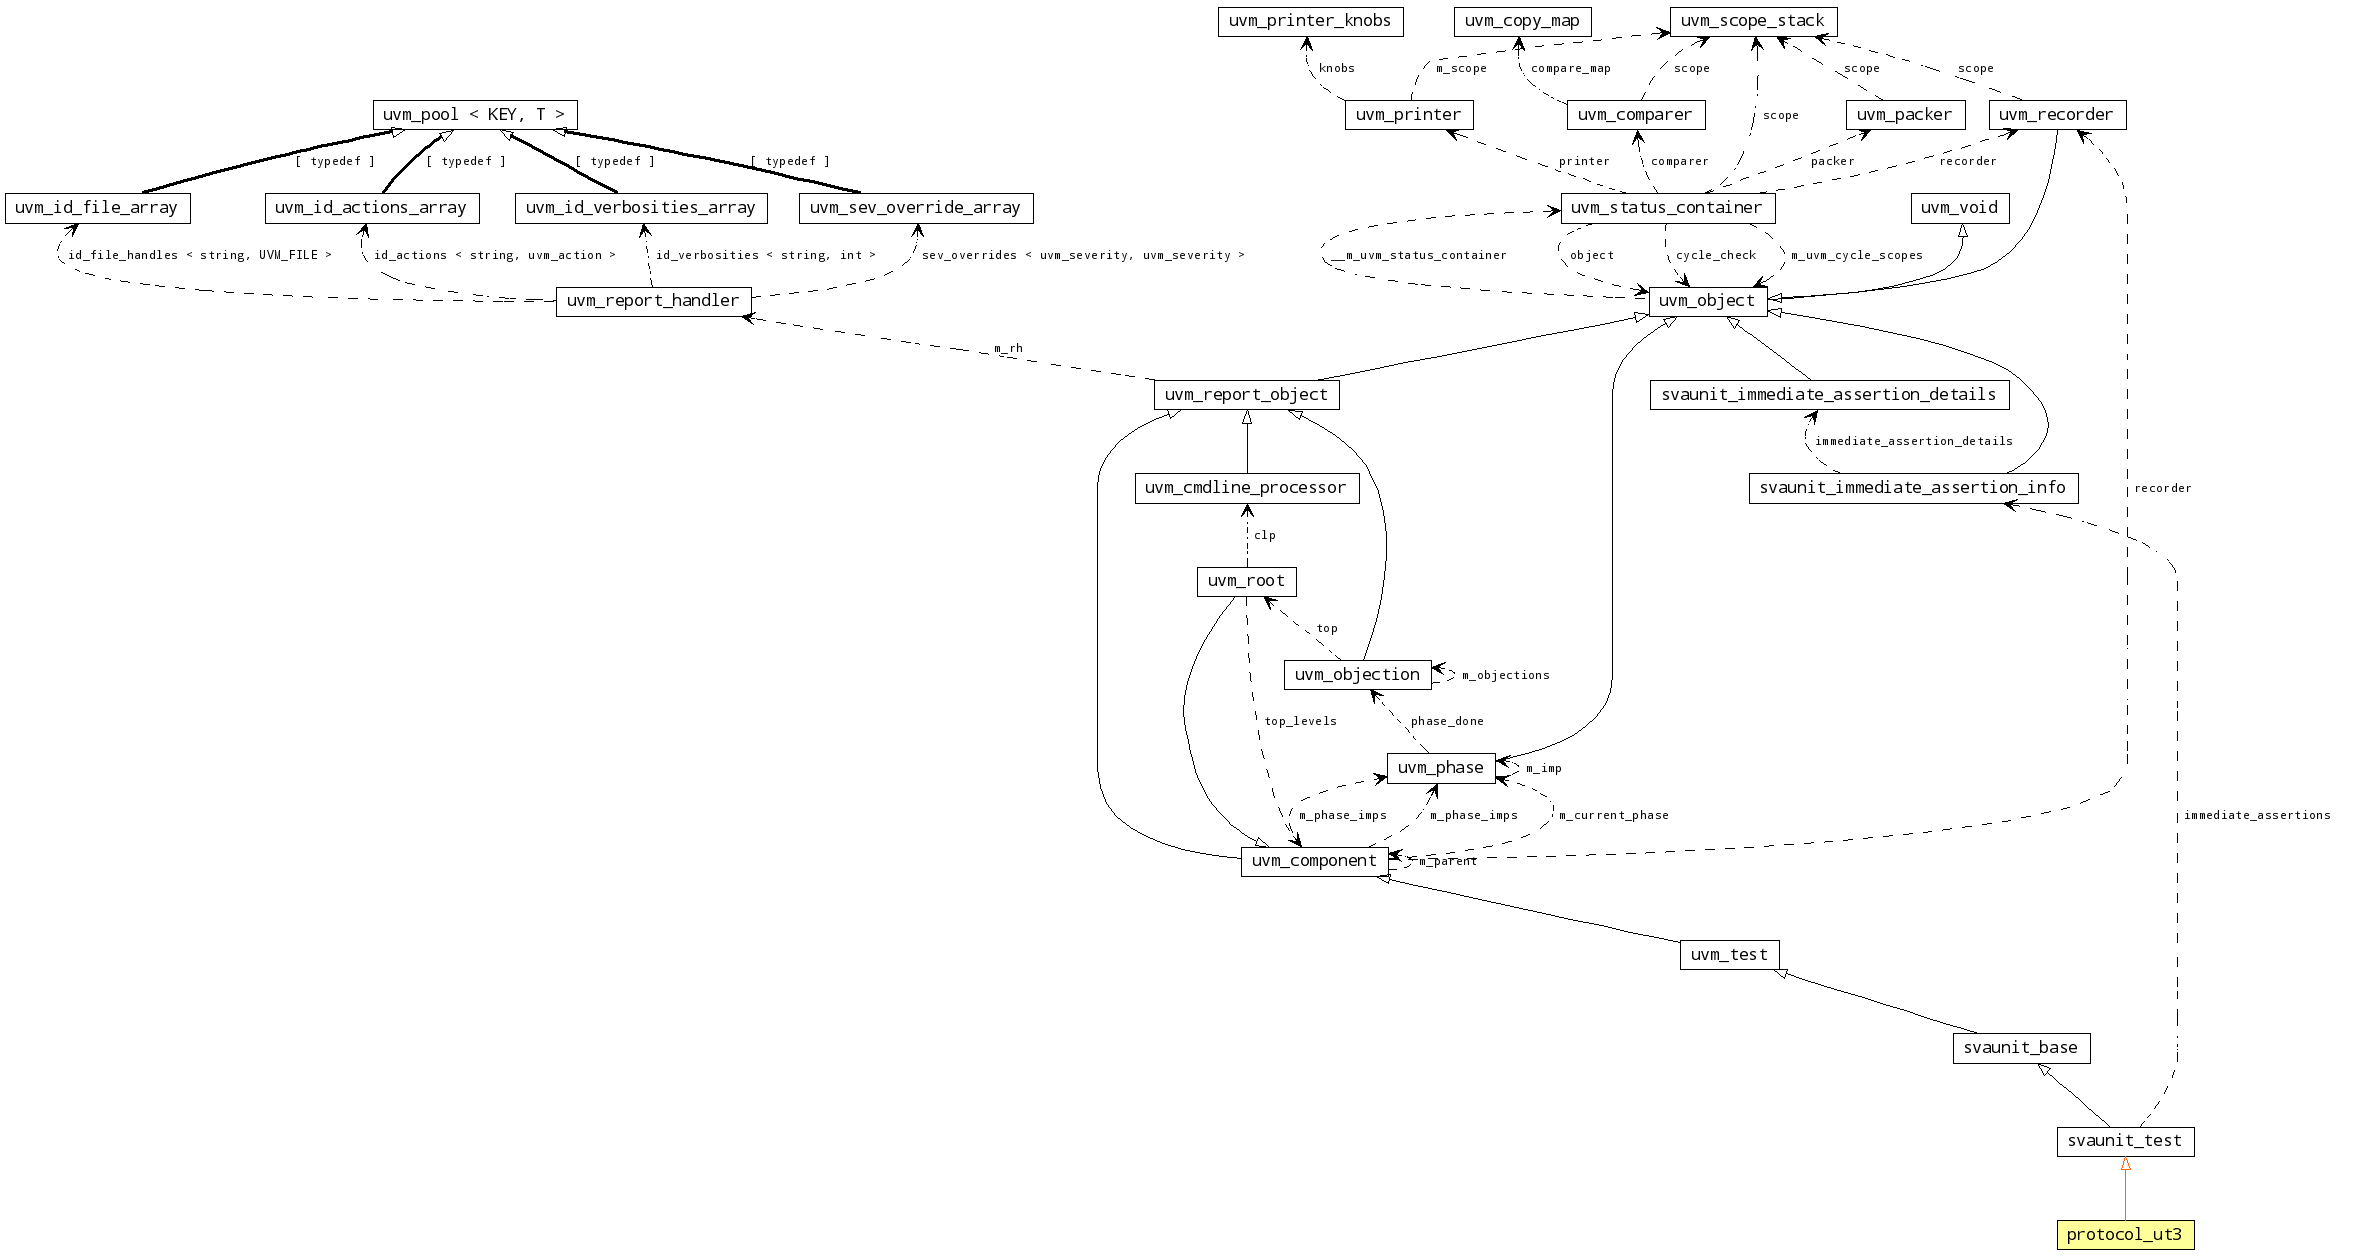 uvm_printer_knobs
uvm_copy_map
uvm_scope_stack
knobs
m_scope
compare_map
scope
scope
scope
uvm_pool < KEY, T >
uvm_printer
uvm_comparer
scope
uvm_packer
uvm_recorder
[ typedef ]
[ typedef ]
[ typedef ]
[ typedef ]
printer
comparer
packer
recorder
uvm_id_file_array
uvm_id_actions_array
uvm_id_verbosities_array
uvm_sev_override_array
uvm_status_container
uvm_void
id_file_handles < string, UVM_FILE >
id_actions < string, uvm_action >
id_verbosities < string, int >
sev_overrides < uvm_severity, uvm_severity >
__m_uvm_status_container
object
cycle_check
m_uvm_cycle_scopes
uvm_report_handler
uvm_object
m_rh
uvm_report_object
svaunit_immediate_assertion_details
immediate_assertion_details
uvm_cmdline_processor
svaunit_immediate_assertion_info
recorder
clp
uvm_root
top
uvm_objection
m_objections
top_levels
phase_done
uvm_phase
m_imp
m_phase_imps
m_phase_imps
m_current_phase
immediate_assertions
uvm_component
m_parent
uvm_test
svaunit_base
svaunit_test
protocol_ut3